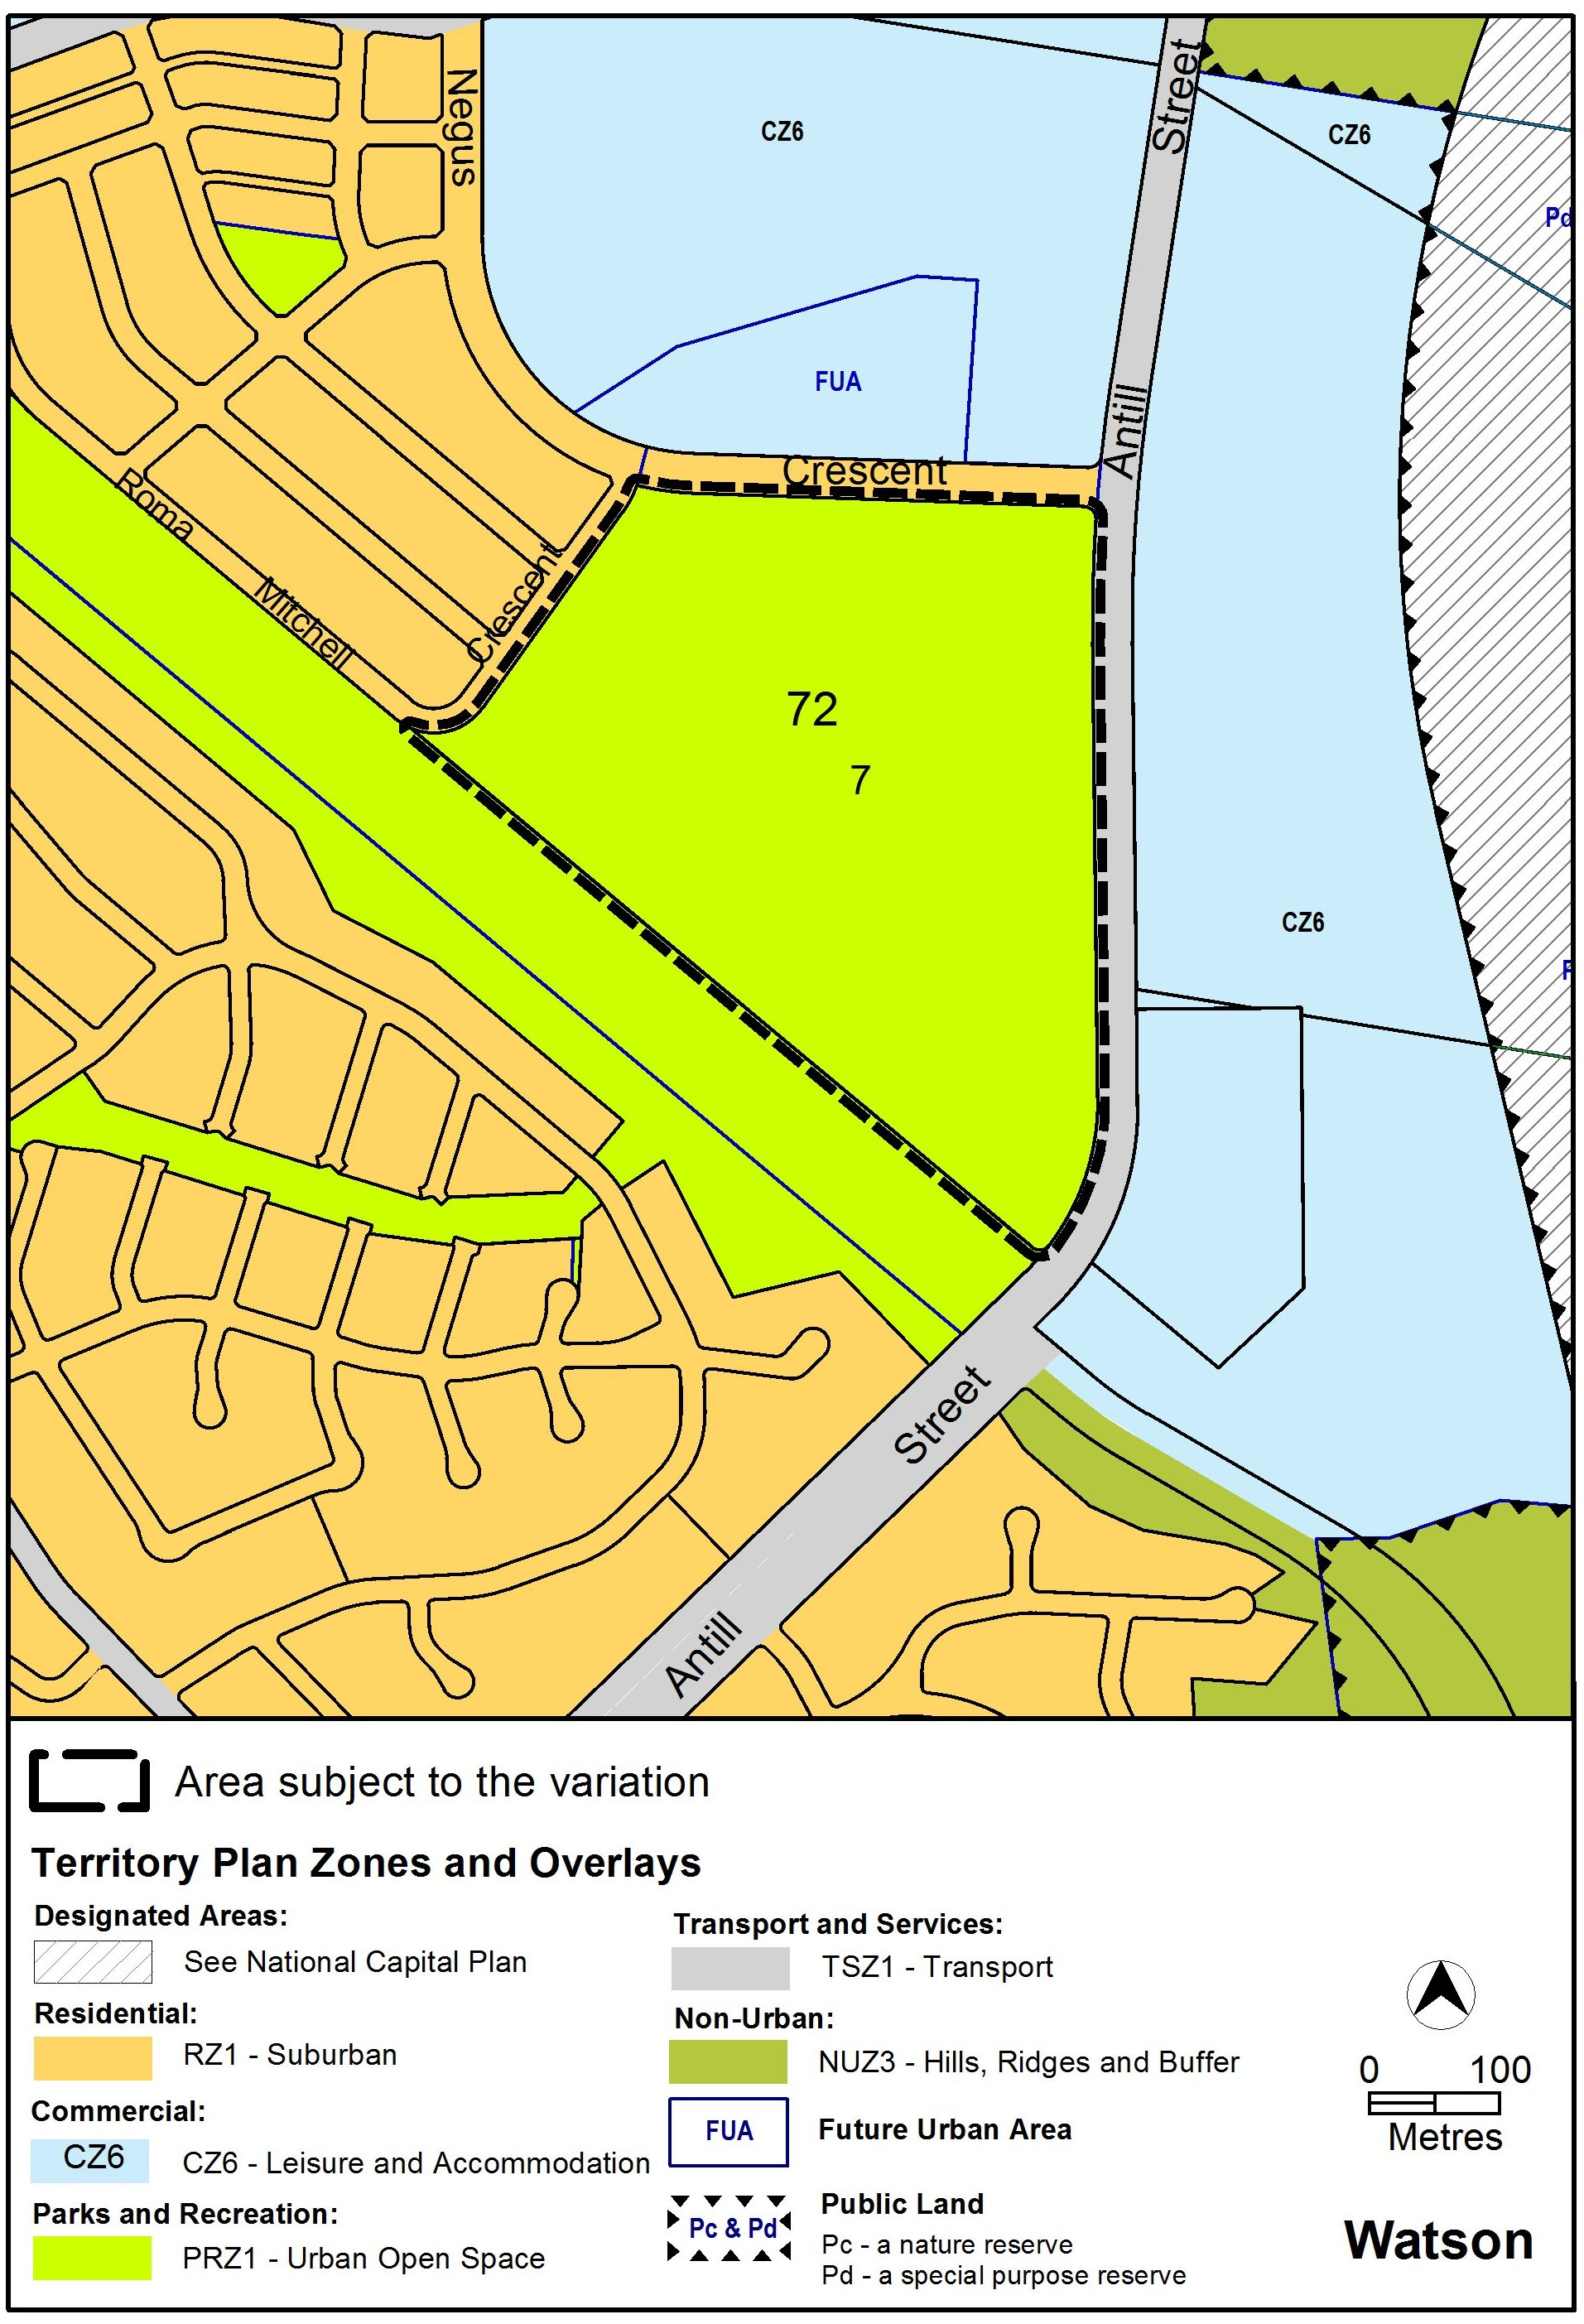 Negus
Street
CZ6
CZ6
Pd
FUA
Antill
Crescent
Roma
Mitchell
Crescent
72
7
CZ6
Street
Antill
Area subject to the variation
Territory Plan Zones and Overlays
Designated Areas:
See National Capital Plan
Residential:
RZ1 - Suburban
Commercial:
CZ6
CZ6 - Leisure and Accommodation
Parks and Recreation:
PRZ1 - Urban Open Space
Transport and Services:
TSZ1 - Transport
Non-Urban:
NUZ3 - Hills, Ridges and Buffer
FUA
Future Urban Area
Pc & Pd
Public Land
Pc - a nature reserve
Pd - a special purpose reserve
0 100
Metres
Watson